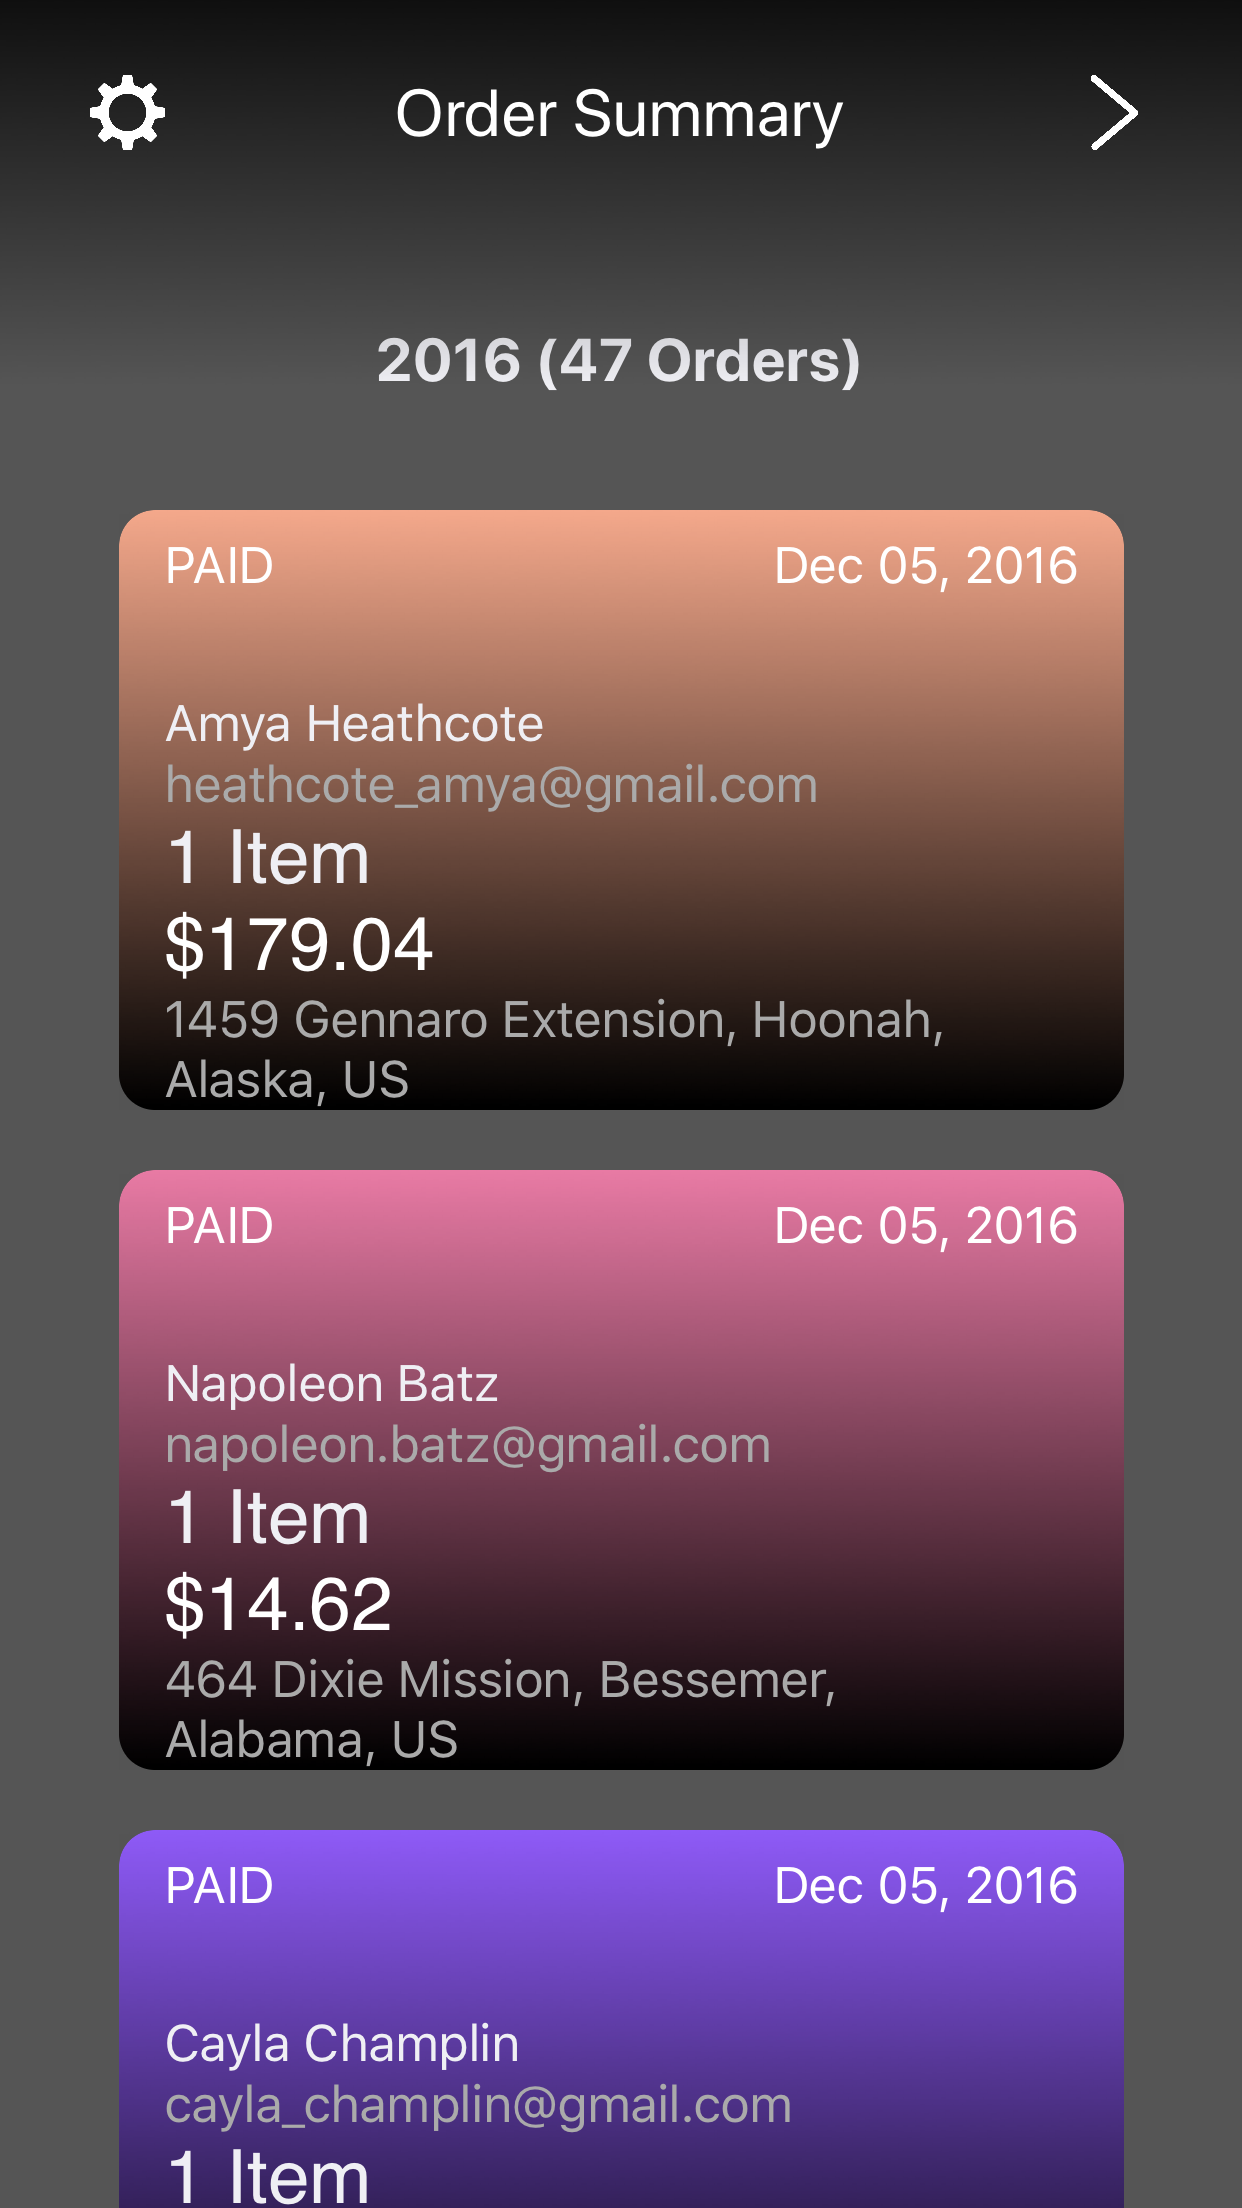 Order Summary
2016 (47 Orders)
PAID
Dec 05, 2016
Amya Heathcote
heathcote_amya@gmail.com
1 Item
$179.04
1459 Gennaro Extension, Hoonah,
Alaska, US
PAID
Dec 05, 2016
Napoleon Batz
napoleon.batz@gmail.com
1 Item
$14.62
464 Dixie Mission, Bessemer,
Alabama, US
PAID
Dec 05, 2016
Cayla Champlin
cayla_champlin@gmail.com
1 Item